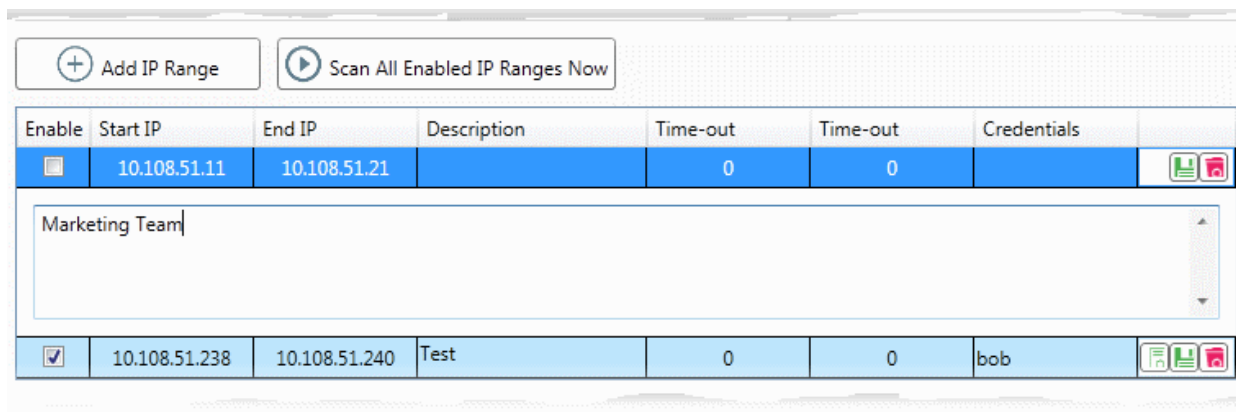 Add IP Range Scan All Enabled IP Ranges Now
Enable Start IP End IP Description Time-out Time-out Credentials
10.108.51.11 10.108.51.21 0 0
Marketing Team
10.108.51.238 10.108.51.240 Test 0 0 bob